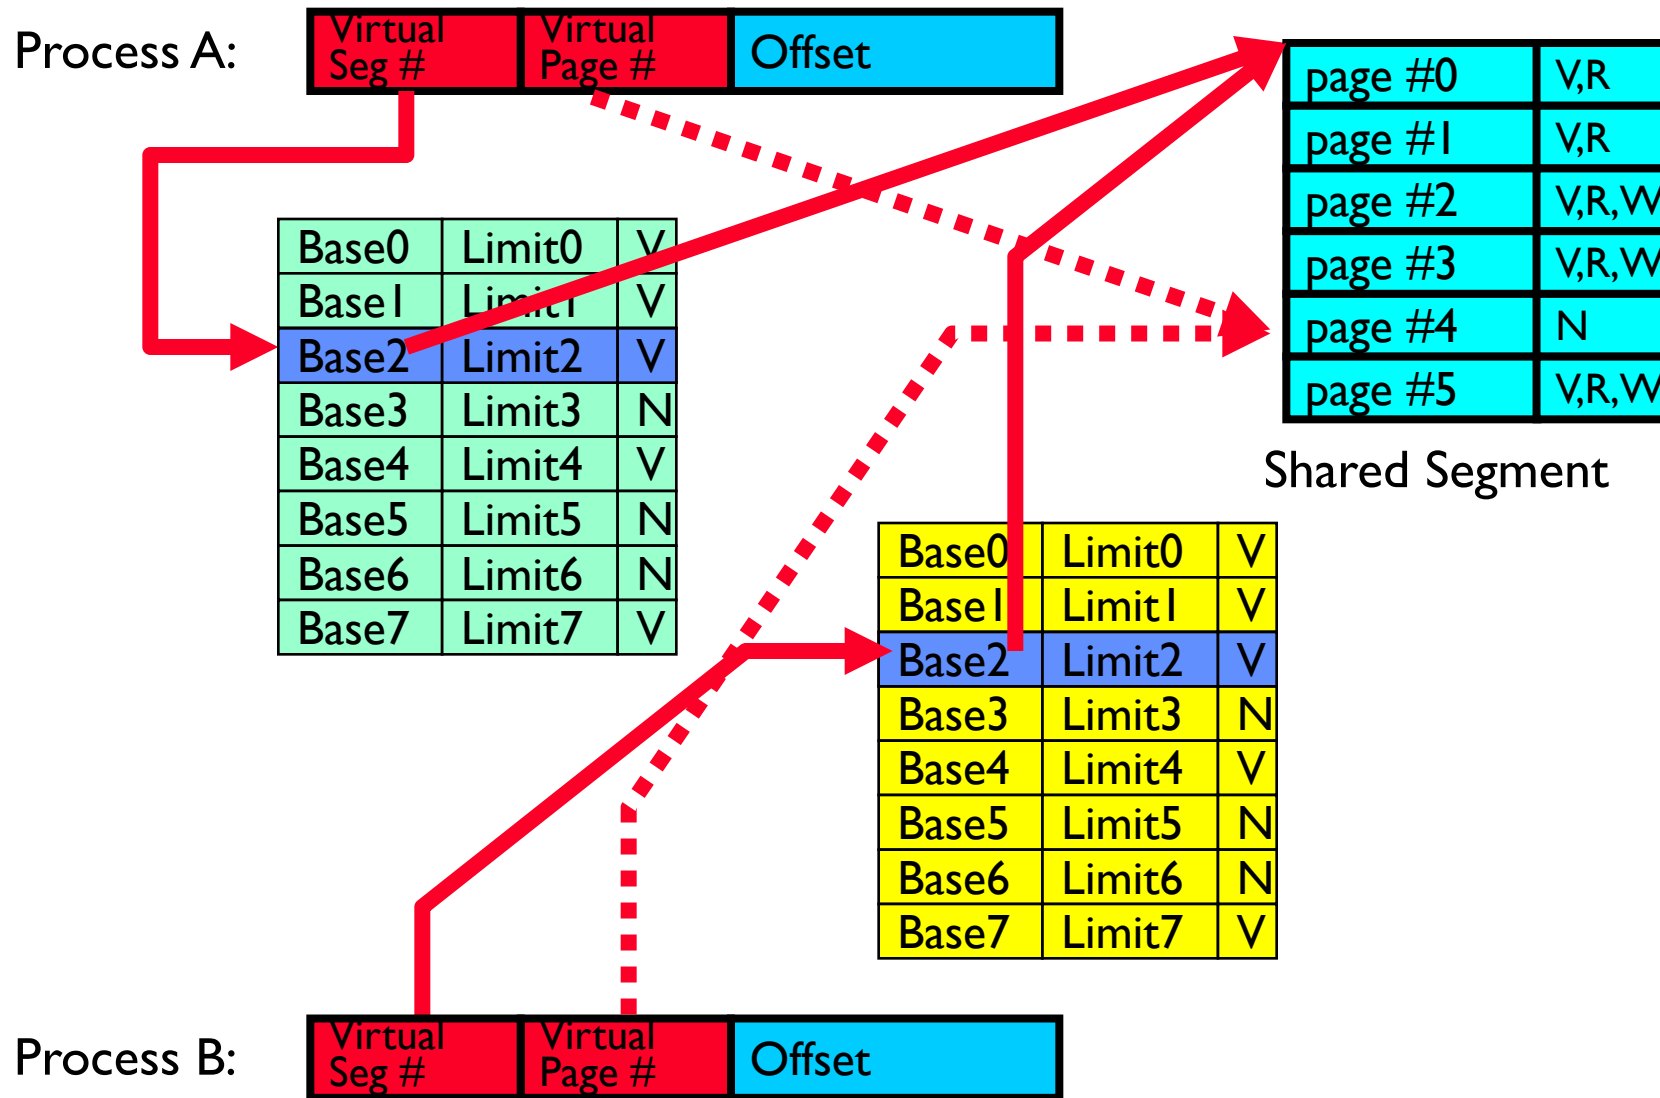 Process A:
Virtual Seg #
Virtual Page #
Offset
page #0 V,R
page #1 V,R
page #2 V,R,W
page #3 V,R,W
page #4 N
page #5 V,R,W
Shared Segment
Base0 Limit0 V
Base1 Limit1 V
Base2 Limit2 V
Base3 Limit3 N
Base4 Limit4 V
Base5 Limit5 N
Base6 Limit6 N
Base7 Limit7 V
Base0 Limit0 V
Base1 Limit1 V
Base2 Limit2 V
Base3 Limit3 N
Base4 Limit4 V
Base5 Limit5 N
Base6 Limit6 N
Base7 Limit7 V
Process B:
Virtual Seg #
Virtual Page #
Offset